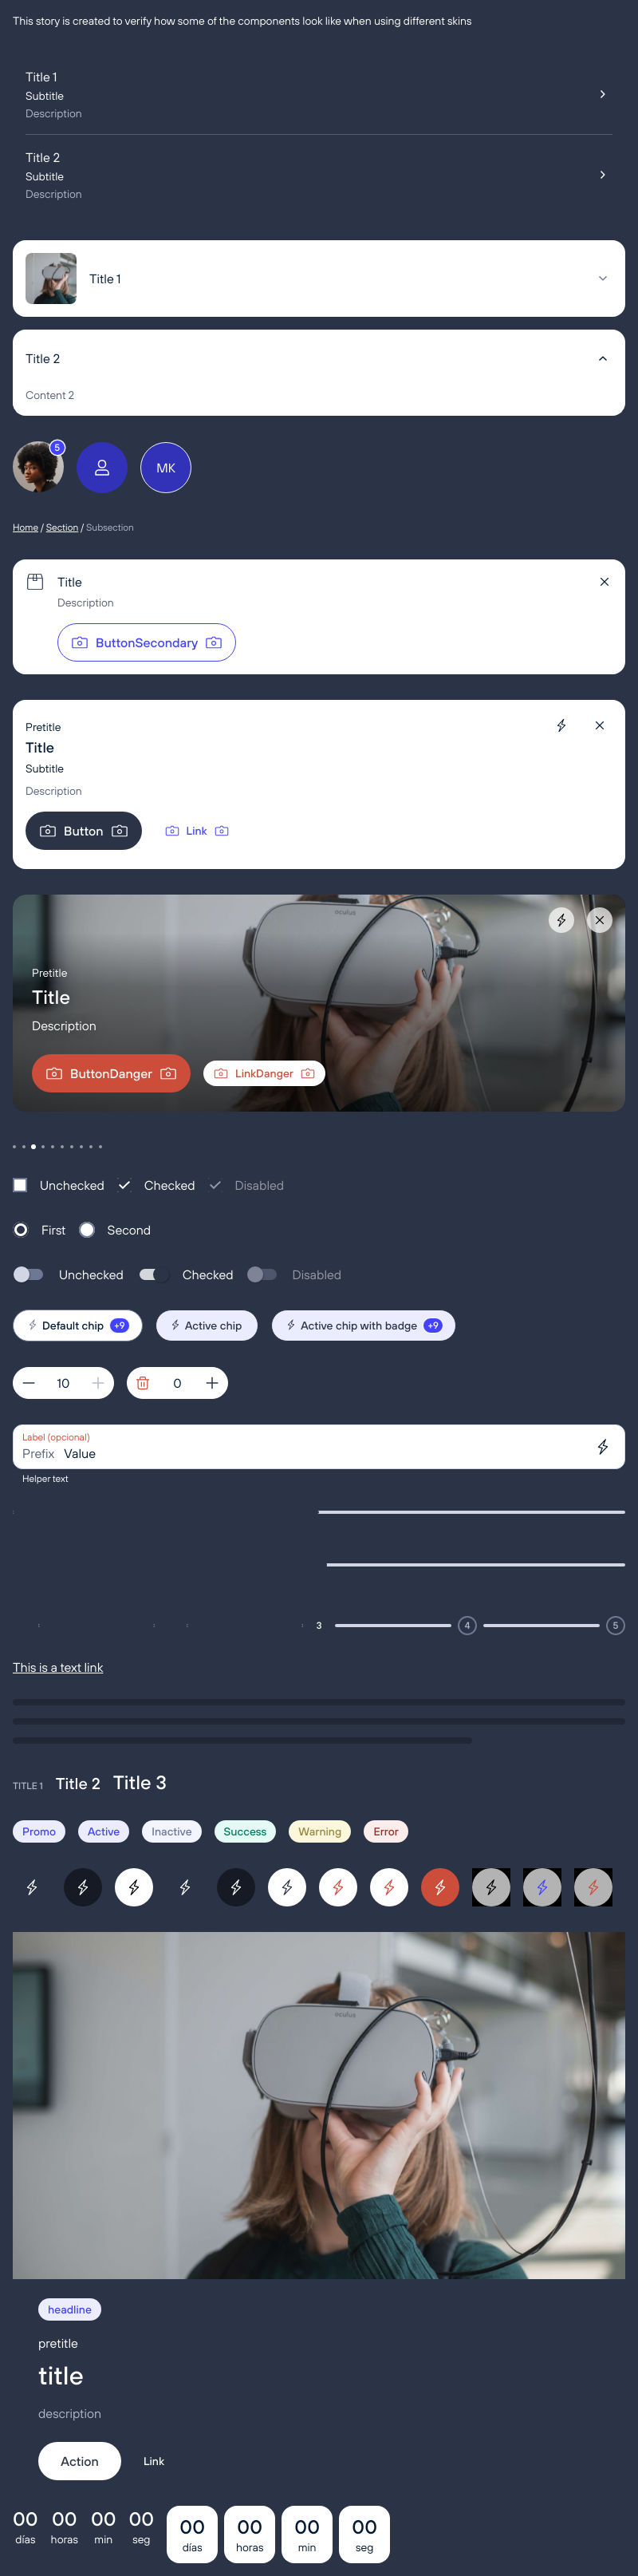 This story is created to verify how some of the components look like when using different skins
Title 1
Subtitle
Description
Title 2
Subtitle
Description
Title 1
Title 2
Content 2
5
MK
Home / Section / Subsection
Title
Description
ButtonSecondary
Pretitle
Title
Subtitle
Description
Button Link
oculus
Pretitle
Title
Description
ButtonDanger LinkDanger
Unchecked Checked Disabled
First Second
Unchecked Checked Disabled
Default chip +9 Active chip Active chip with badge +9
10 0
Label (opcional)
Prefix Value
Helper text
3 4 5
This is a text link
TITLE 1 Title 2 Title 3
Promo Active Inactive Success Warning Error
oculus
headline
pretitle
title
description
Action Link
00 00 00 00 00 00 00 00
días horas min seg días horas min seg